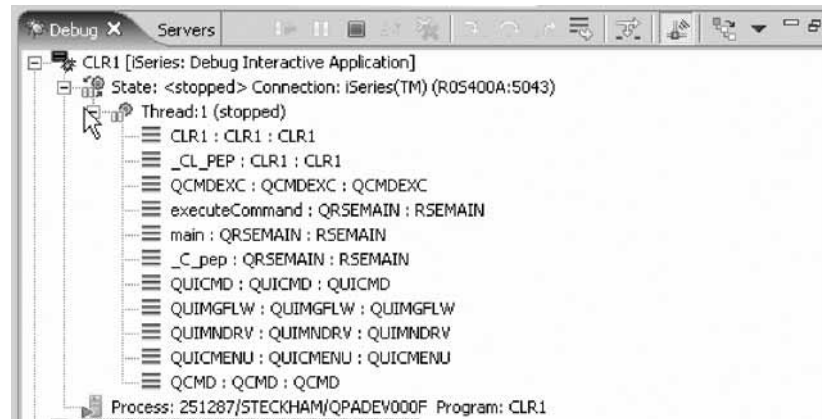 Debug Servers
CLR1 [iSeries: Debug Interactive Application]
State: <stopped> Connection: iSeries(TM) (R0S400A:5043)
Thread:1 (stopped)
CLR1 : CLR1 : CLR1
_CL_PEP : CLR1 : CLR1
QCMDEXC : QCMDEXC : QCMDEXC
executeCommand : QRSEMAIN : RSEMAIN
main : QRSEMAIN : RSEMAIN
_C_pep : QRSEMAIN : RSEMAIN
QUICMD : QUICMD : QUICMD
QUIMGFLW : QUIMGFLW : QUIMGFLW
QUIMNDRV : QUIMNDRV : QUIMNDRV
QUICMENU : QUICMENU : QUICMENU
QCMD : QCMD : QCMD
Process: 251287/STECKHAM/QPADEV000F Program: CLR1